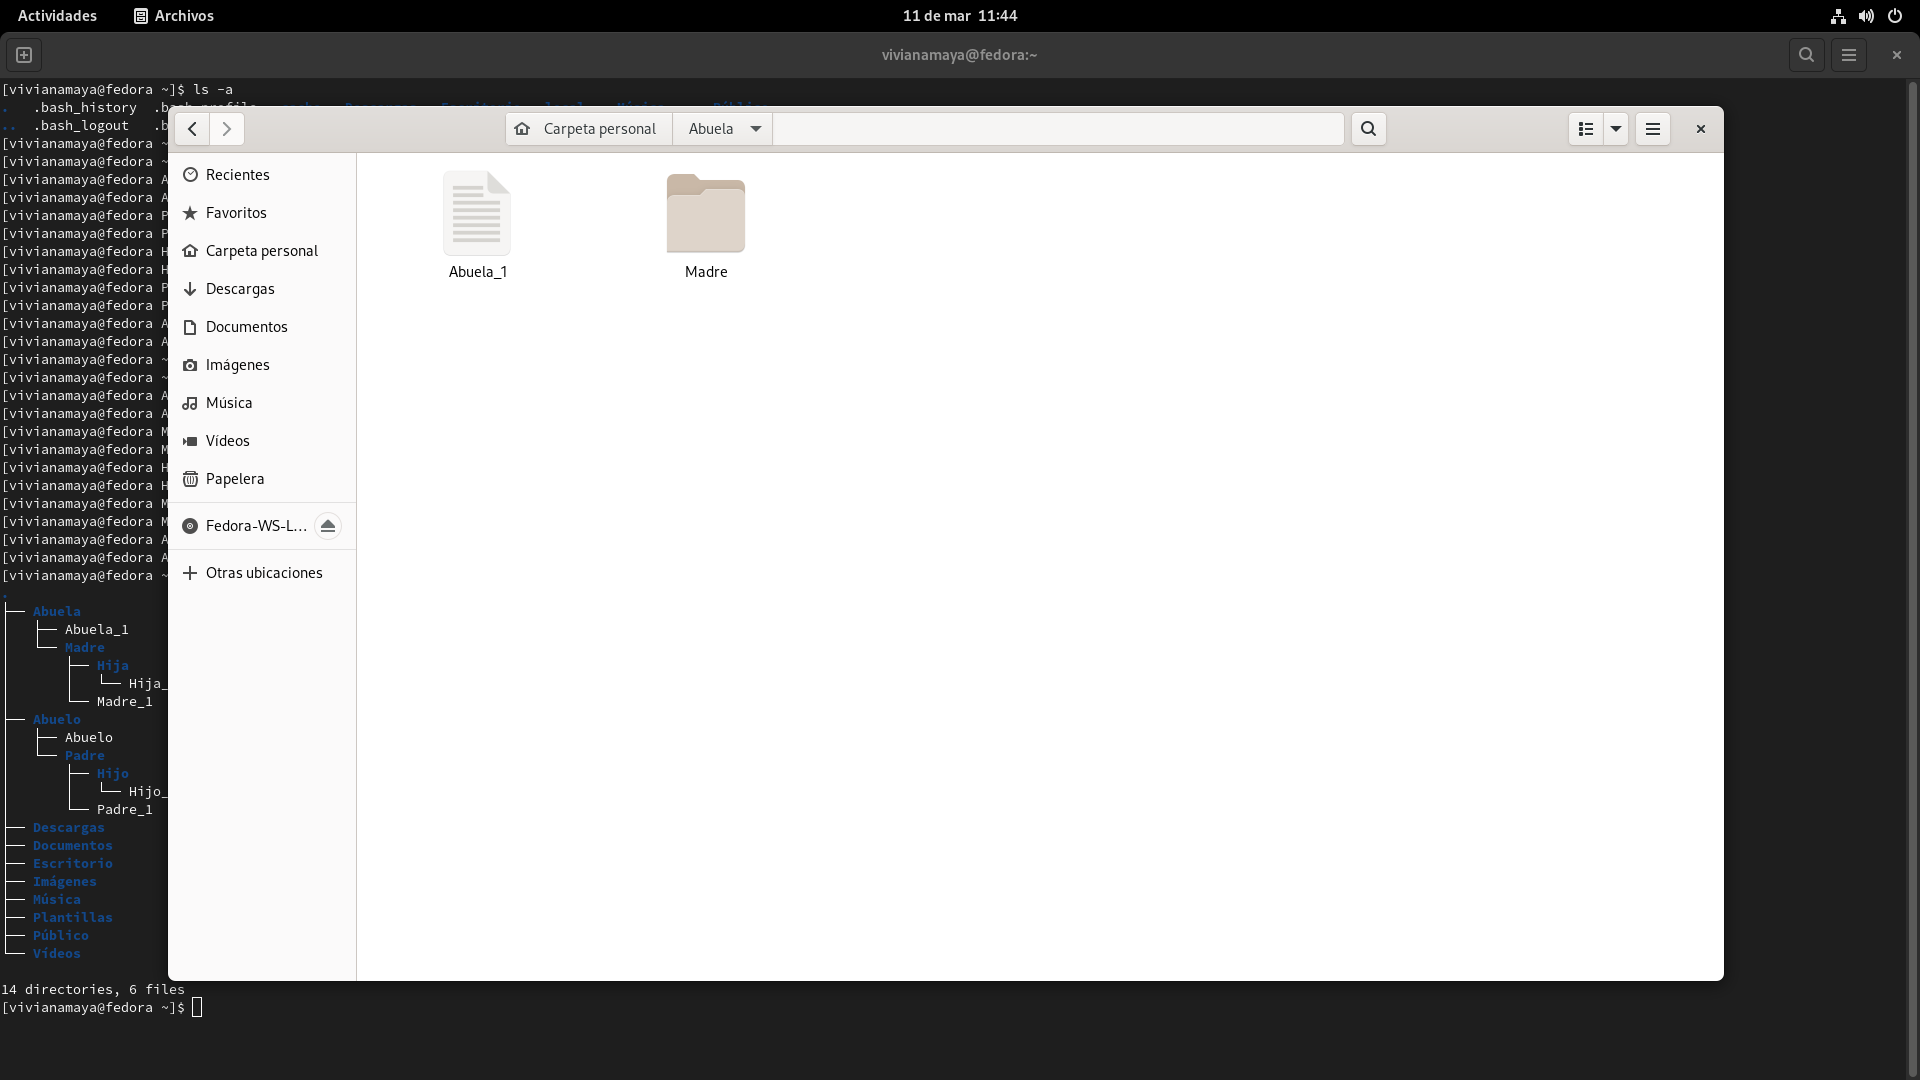 Actividades
Archivos
11 de mar 11:44
vivianamaya@fedora:~
[vivianamaya@fedora ~]$ ls -a
. .bash_history
.. .bash_logout
[vivianamaya@fedora ~
[vivianamaya@fedora ~
[vivianamaya@fedora A
[vivianamaya@fedora A
[vivianamaya@fedora P
[vivianamaya@fedora P
[vivianamaya@fedora H
[vivianamaya@fedora H
[vivianamaya@fedora P
[vivianamaya@fedora P
[vivianamaya@fedora A
[vivianamaya@fedora A
[vivianamaya@fedora ~
[vivianamaya@fedora ~
[vivianamaya@fedora A
[vivianamaya@fedora A
[vivianamaya@fedora M
[vivianamaya@fedora M
[vivianamaya@fedora H
[vivianamaya@fedora H
[vivianamaya@fedora M
[vivianamaya@fedora M
[vivianamaya@fedora A
[vivianamaya@fedora A
[vivianamaya@fedora ~
.
├── Abuela
│   ├── Abuela_1
│   └── Madre
│       ├── Hija
│       │   └── Hija_
│       └── Madre_1
├── Abuelo
│   ├── Abuelo
│   └── Padre
│       ├── Hijo
│       │   └── Hijo_
│       └── Padre_1
├── Descargas
├── Documentos
├── Escritorio
├── Imágenes
├── Música
├── Plantillas
├── Público
└── Vídeos
14 directories, 6 files
[vivianamaya@fedora ~]$
Carpeta personal
Abuela
Recientes
Favoritos
Carpeta personal
Descargas
Documentos
Imágenes
Música
Vídeos
Papelera
Fedora-WS-L...
Otras ubicaciones
Abuela_1
Madre